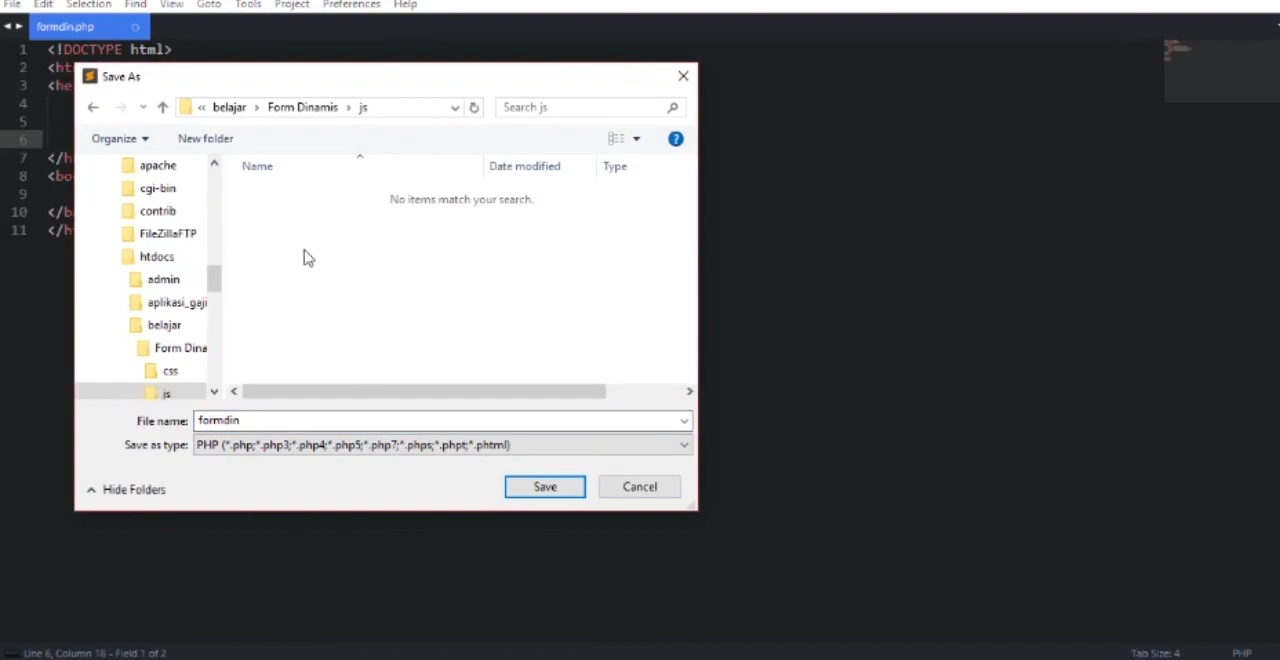 File Edit Selection Find View Goto Tools Project Preferences Help
formdin.php
1 <!DOCTYPE html>
2 <ht
3 <he
4
5
6
7 </h
8 <bo
9
10 </b
11 </h
Save As
« belajar › Form Dinamis › js
Search js
Organize New folder
Name Date modified Type
No items match your search.
apache
cgi-bin
contrib
FileZillaFTP
htdocs
admin
aplikasi_gaji
belajar
Form Dina
css
js
File name: formdin
Save as type: PHP (*.php;*.php3;*.php4;*.php5;*.php7;*.phps;*.phpt;*.phtml)
Hide Folders Save Cancel
Line 6, Column 18 - Field 1 of 2 Tab Size: 4 PHP